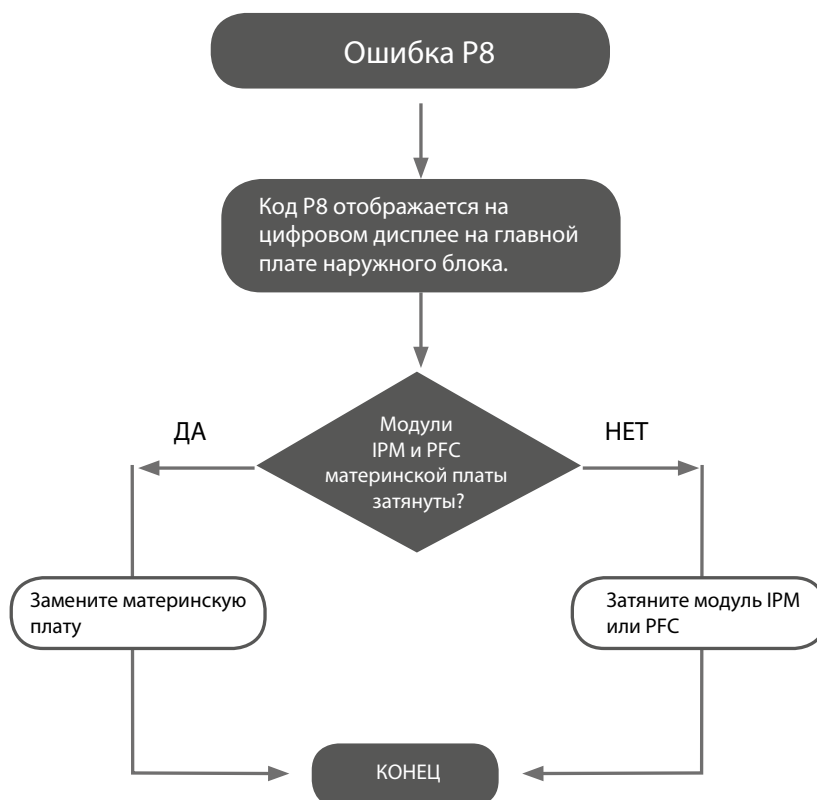 Ошибка P8
Код P8 отображается на
цифровом дисплее на главной
плате наружного блока.
Модули
IPM и PFC
материнской платы
затянуты?
ДА
НЕТ
Замените материнскую
плату
Затяните модуль IPM
или PFC
КОНЕЦ